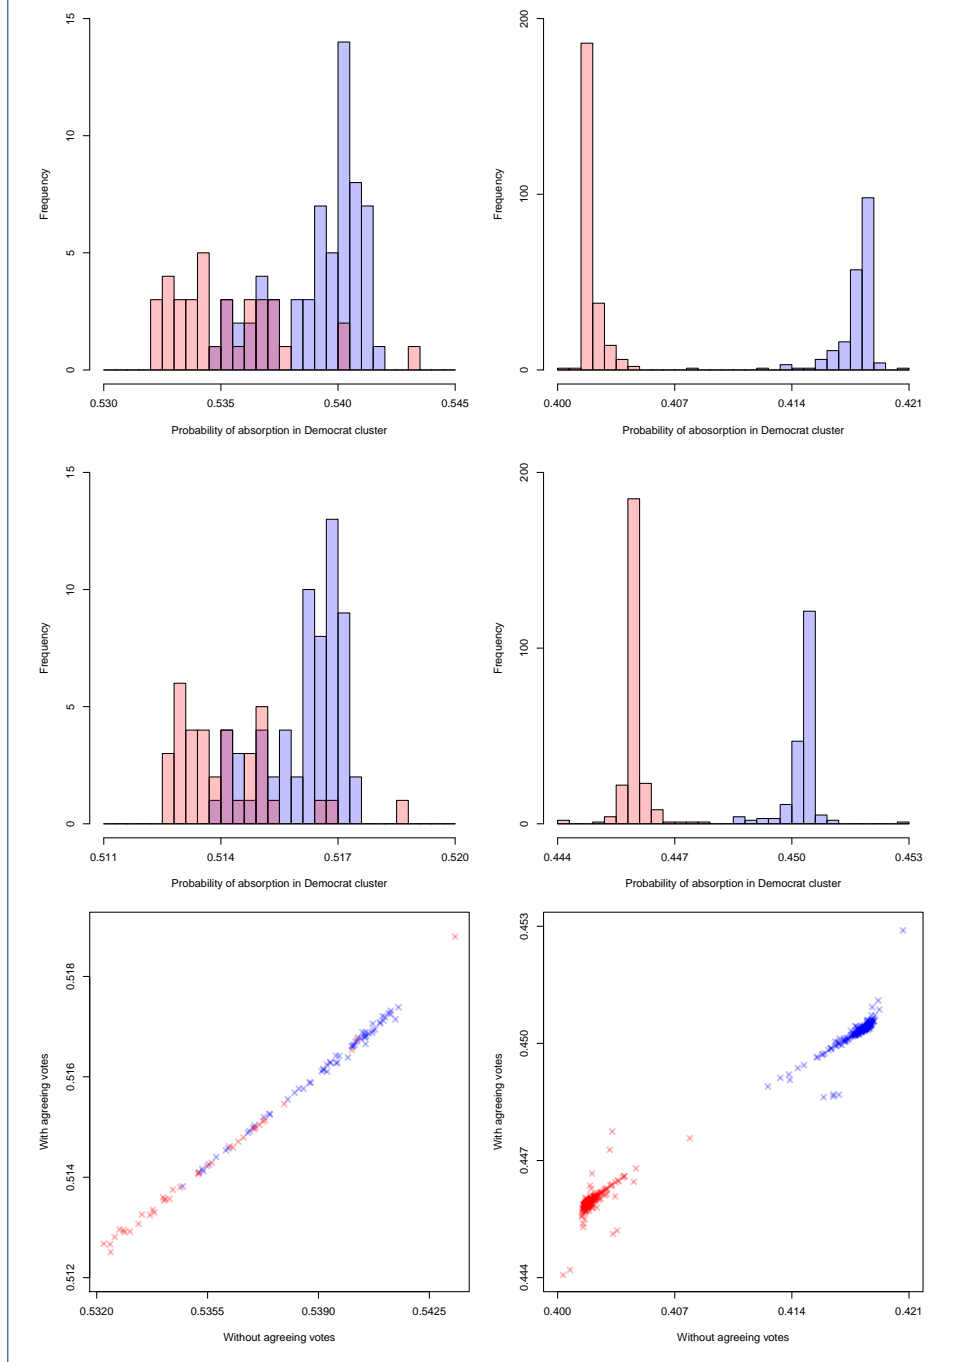 15
10
5
0
Frequency
0.530 0.535 0.540 0.545
Probability of absorption in Democrat cluster
200
100
0
Frequency
0.400 0.407 0.414 0.421
Probability of abosorption in Democrat cluster
15
10
5
0
Frequency
0.511 0.514 0.517 0.520
Probability of absorption in Democrat cluster
200
100
0
Frequency
0.444 0.447 0.450 0.453
Probability of absorption in Democrat cluster
0.518
0.516
0.514
0.512
With agreeing votes
0.5320 0.5355 0.5390 0.5425
Without agreeing votes
0.453
0.450
0.447
0.444
With agreeing votes
0.400 0.407 0.414 0.421
Without agreeing votes